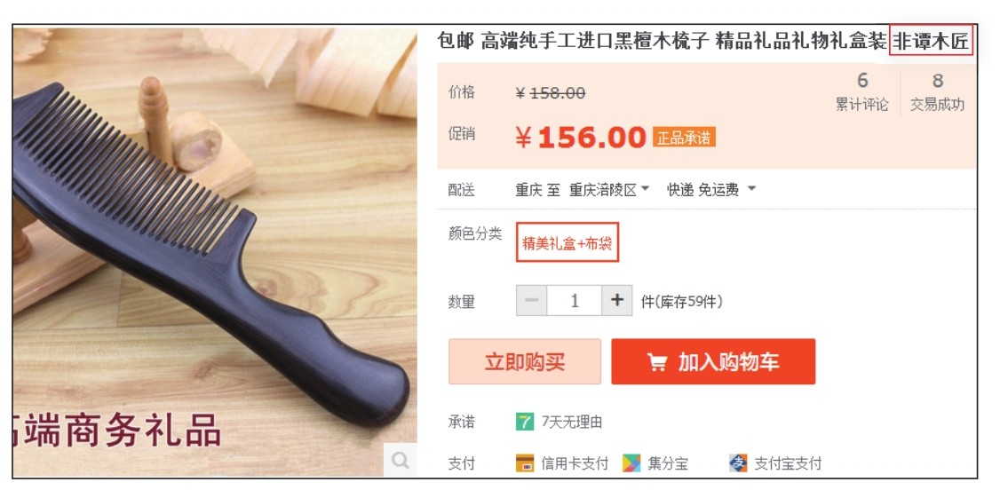 包邮 高端纯手工进口黑檀木梳子 精品礼品礼物礼盒装 非谭木匠
价格 ¥ 158.00
6 累计评论
8 交易成功
促销 ¥ 156.00 正品承诺
配送 重庆 至 重庆涪陵区 快递 免运费
颜色分类 精美礼盒+布袋
数量 − 1 + 件(库存59件)
立即购买 加入购物车
承诺 7 7天无理由
支付 信用卡支付 集分宝 支付宝支付
高端商务礼品